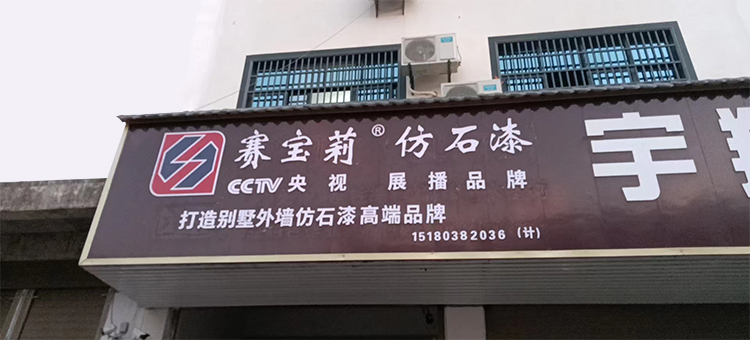 赛宝莉® 仿石漆
CCTV 央视 展播品牌
打造别墅外墙仿石漆高端品牌
15180382036 (计)
宇